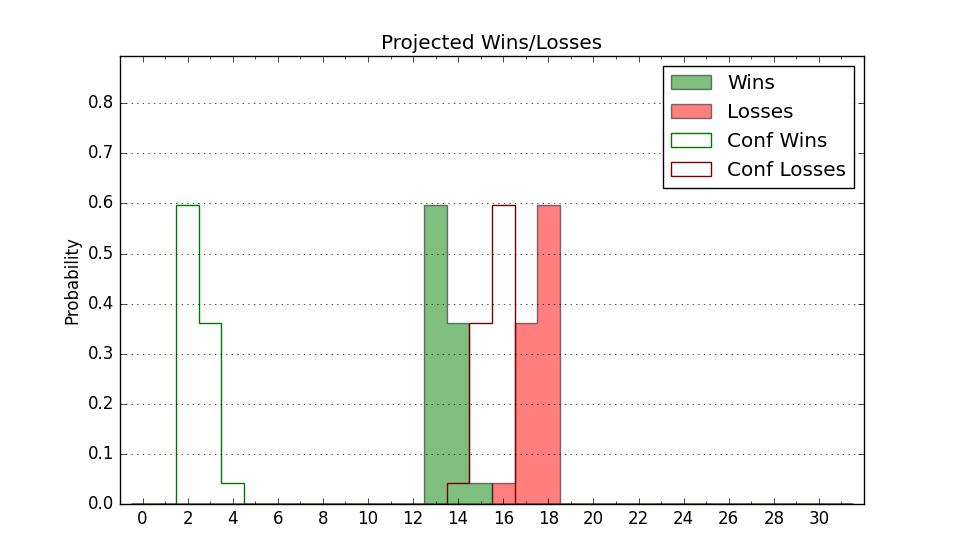 Projected Wins/Losses
Wins
Losses
Conf Wins
Conf Losses
Probability
0.8
0.7
0.6
0.5
0.4
0.3
0.2
0.1
0.0
0 2 4 6 8 10 12 14 16 18 20 22 24 26 28 30